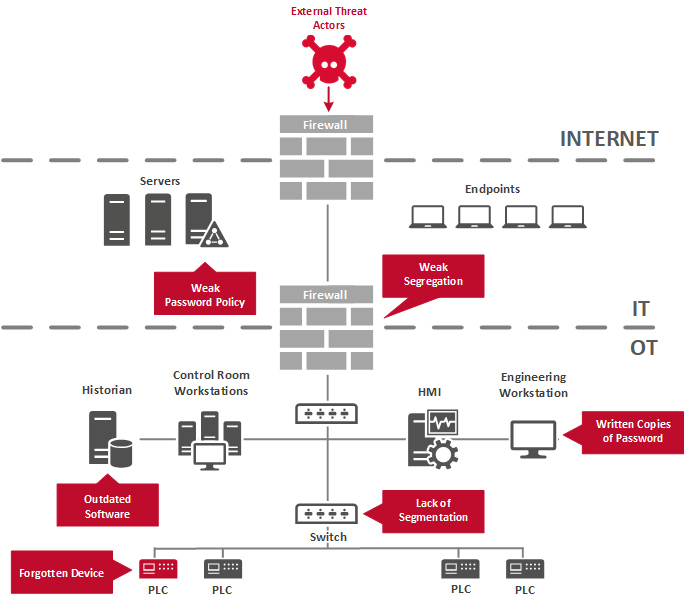 External Threat
Actors
Firewall
INTERNET
Servers
Endpoints
Weak
Password Policy
Weak
Segregation
Firewall
IT
OT
Historian
Control Room
Workstations
HMI
Engineering
Workstation
Written Copies
of Password
Outdated
Software
Lack of
Segmentation
Switch
Forgotten Device
PLC
PLC
PLC
PLC